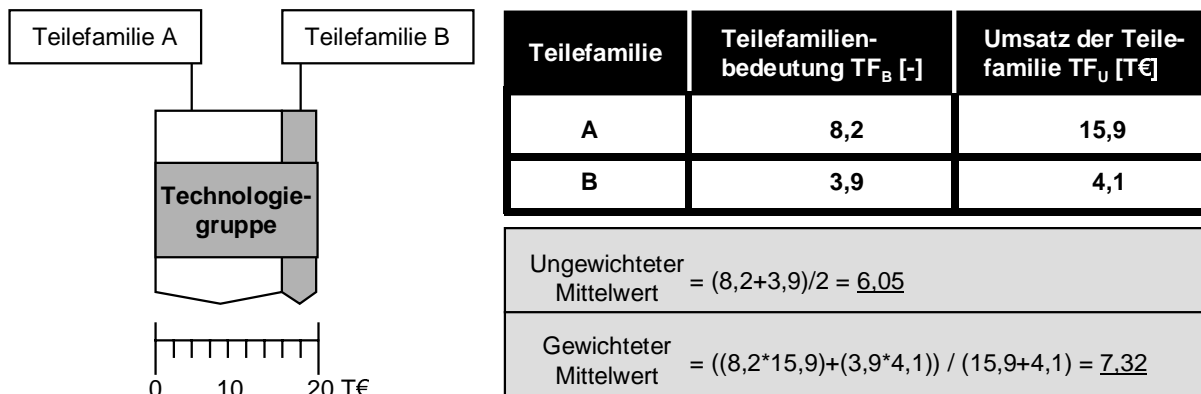 Teilefamilie A
Teilefamilie B
Technologie-
gruppe
0 10 20 T€
Teilefamilie
Teilefamilien-
bedeutung TF_B [-]
Umsatz der Teile-
familie TF_U [T€]
A 8,2 15,9
B 3,9 4,1
Ungewichteter
Mittelwert = (8,2+3,9)/2 = 6,05
Gewichteter
Mittelwert = ((8,2*15,9)+(3,9*4,1)) / (15,9+4,1) = 7,32